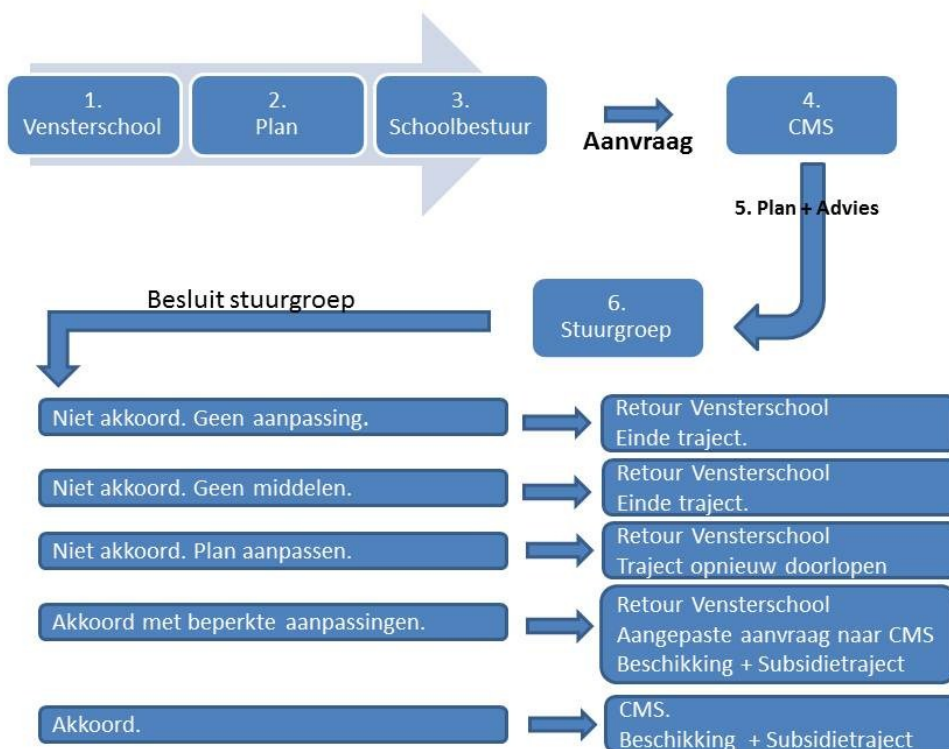 1.
Vensterschool
2.
Plan
3.
Schoolbestuur
Aanvraag
4.
CMS
5. Plan + Advies
6.
Stuurgroep
Besluit stuurgroep
Niet akkoord. Geen aanpassing.
Retour Vensterschool
Einde traject.
Niet akkoord. Geen middelen.
Retour Vensterschool
Einde traject.
Niet akkoord. Plan aanpassen.
Retour Vensterschool
Traject opnieuw doorlopen
Akkoord met beperkte aanpassingen.
Retour Vensterschool
Aangepaste aanvraag naar CMS
Beschikking + Subsidietraject
Akkoord.
CMS.
Beschikking + Subsidietraject